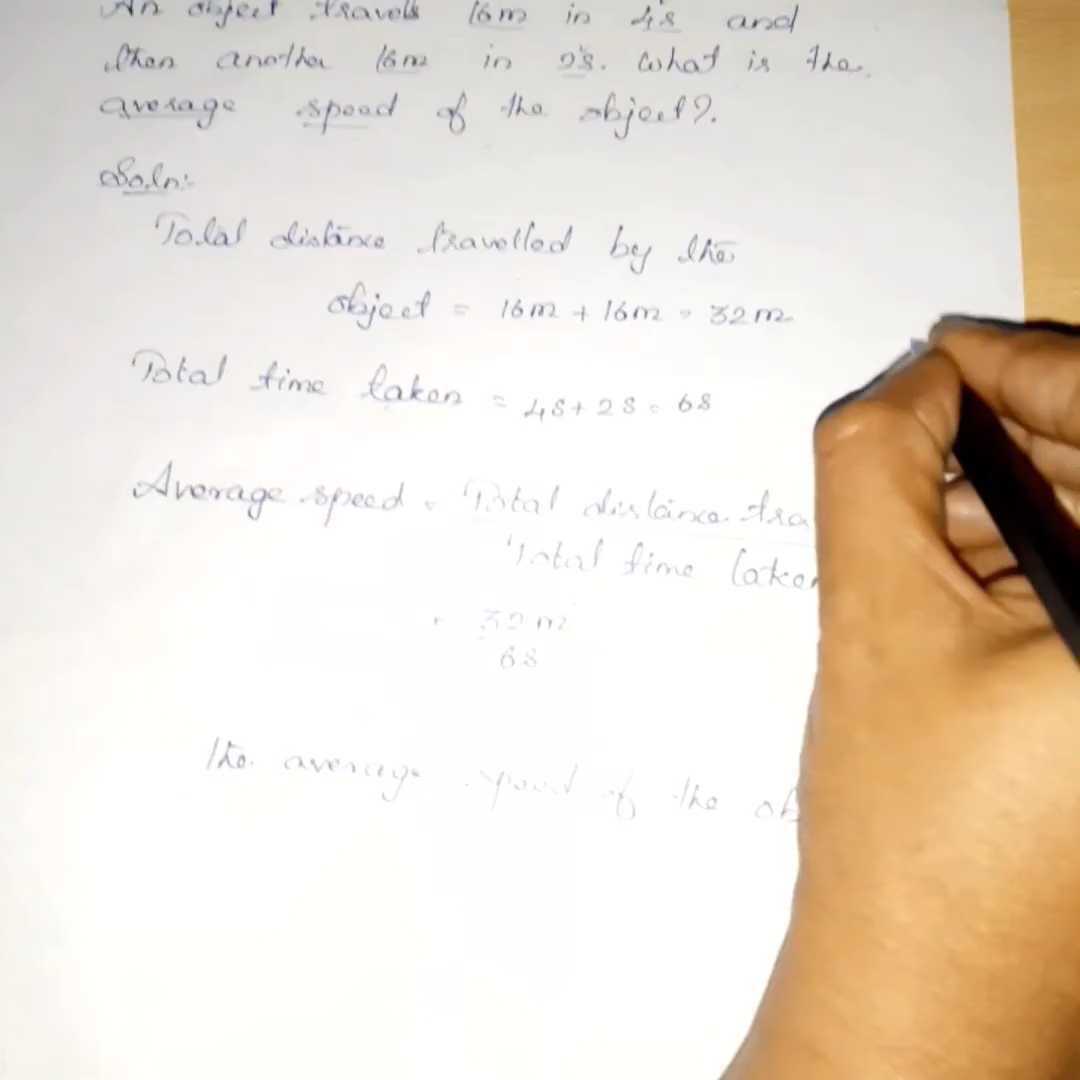 An object travels 16m in 4s and
then another 16m in 2s. What is the
average speed of the object?.
Soln:-
Total distance travelled by the
object = 16m + 16m = 32m
Total time taken = 4s + 2s = 6s
Average speed = Total distance tra
Total time taken
= 32m
6s
the average speed of the ob